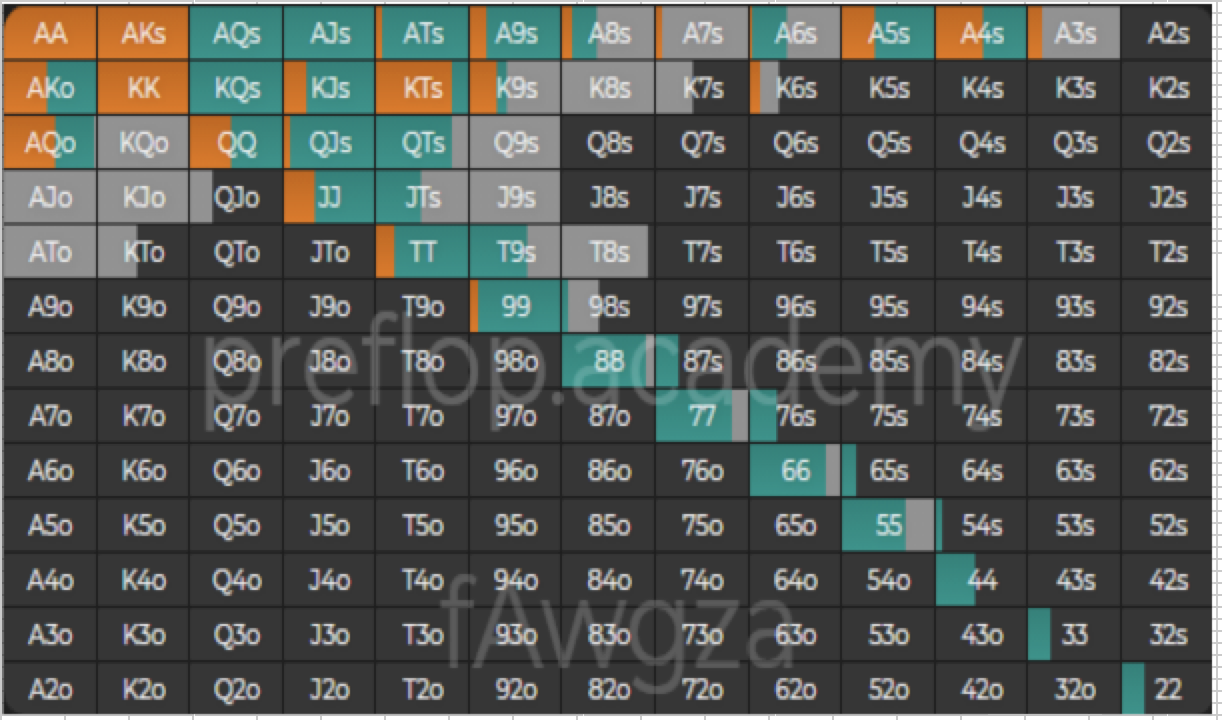 AA AKs AQs AJs ATs A9s A8s A7s A6s A5s A4s A3s A2s
AKo KK KQs KJs KTs K9s K8s K7s K6s K5s K4s K3s K2s
AQo KQo QQ QJs QTs Q9s Q8s Q7s Q6s Q5s Q4s Q3s Q2s
AJo KJo QJo JJ JTs J9s J8s J7s J6s J5s J4s J3s J2s
ATo KTo QTo JTo TT T9s T8s T7s T6s T5s T4s T3s T2s
A9o K9o Q9o J9o T9o 99 98s 97s 96s 95s 94s 93s 92s
A8o K8o Q8o J8o T8o 98o 88 87s 86s 85s 84s 83s 82s
preflop.academy
A7o K7o Q7o J7o T7o 97o 87o 77 76s 75s 74s 73s 72s
A6o K6o Q6o J6o T6o 96o 86o 76o 66 65s 64s 63s 62s
A5o K5o Q5o J5o T5o 95o 85o 75o 65o 55 54s 53s 52s
A4o K4o Q4o J4o T4o 94o 84o 74o 64o 54o 44 43s 42s
fAwgza
A3o K3o Q3o J3o T3o 93o 83o 73o 63o 53o 43o 33 32s
A2o K2o Q2o J2o T2o 92o 82o 72o 62o 52o 42o 32o 22